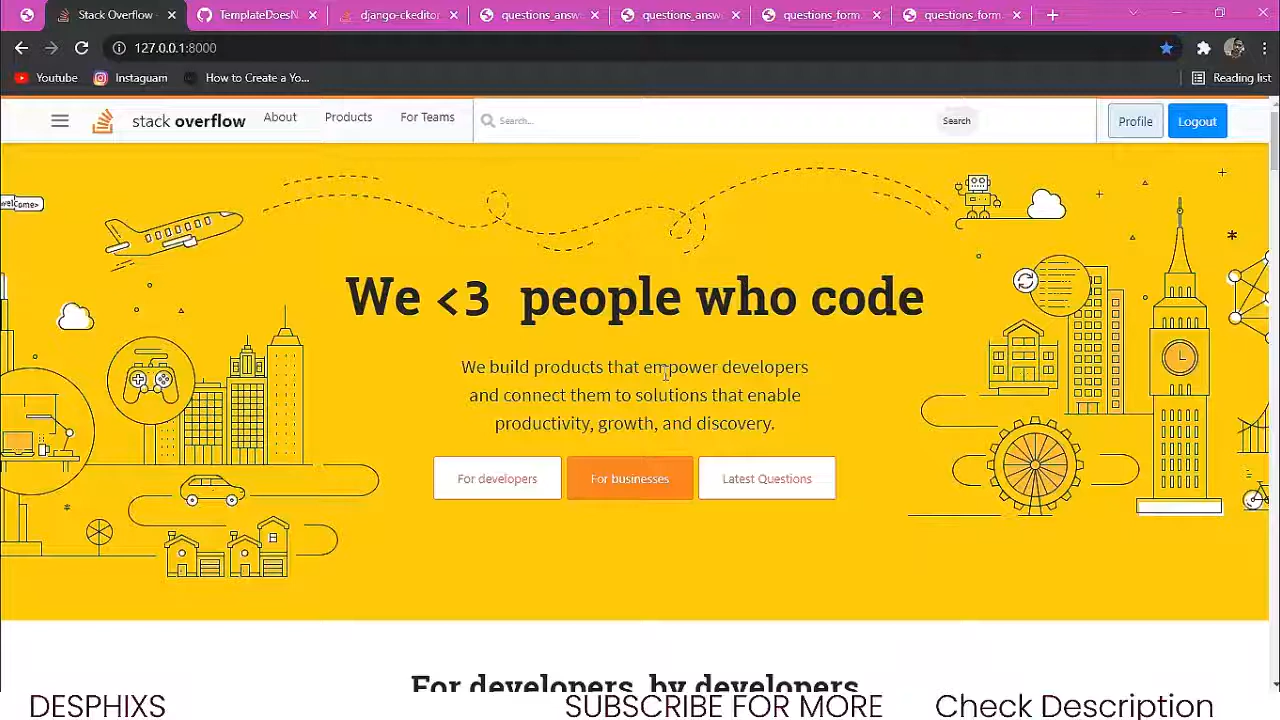 Stack Overflow -
TemplateDoesN
django-ckeditor
questions_answ
questions_answ
questions_form.
questions_form.
127.0.0.1:8000
Youtube
Instaguam
How to Create a Yo...
Reading list
stack overflow
About
Products
For Teams
Search...
Search
Profile
Logout
welcome>
We <3 people who code
We build products that empower developers
and connect them to solutions that enable
productivity, growth, and discovery.
For developers
For businesses
Latest Questions
For developers, by developers
DESPHIXS
SUBSCRIBE FOR MORE
Check Description